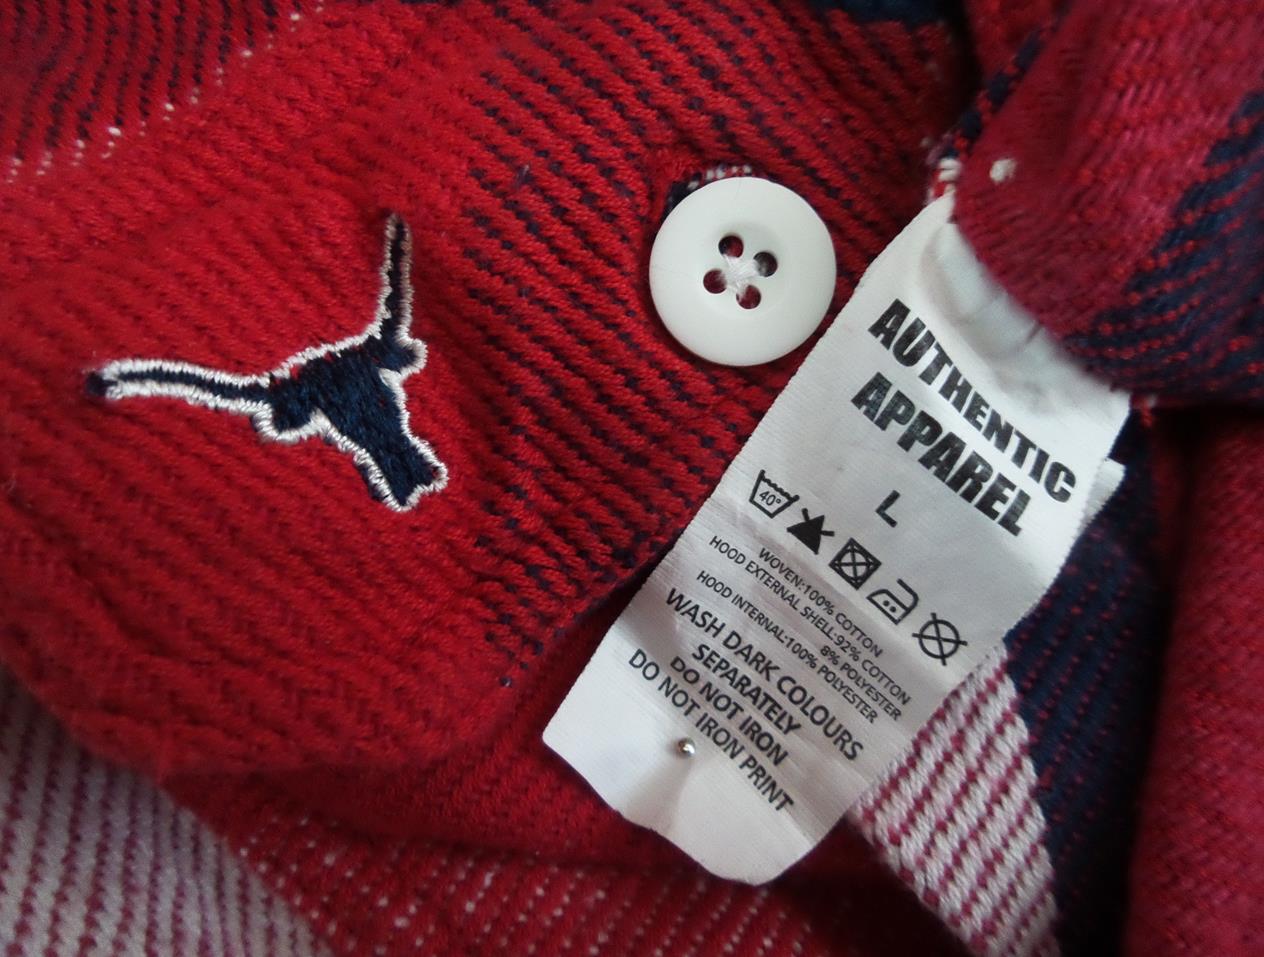 AUTHENTIC
APPAREL
L
40°
WOVEN:100% COTTON
HOOD EXTERNAL SHELL:92% COTTON
8% POLYESTER
HOOD INTERNAL:100% POLYESTER
WASH DARK COLOURS
SEPARATELY
DO NOT IRON
DO NOT IRON PRINT